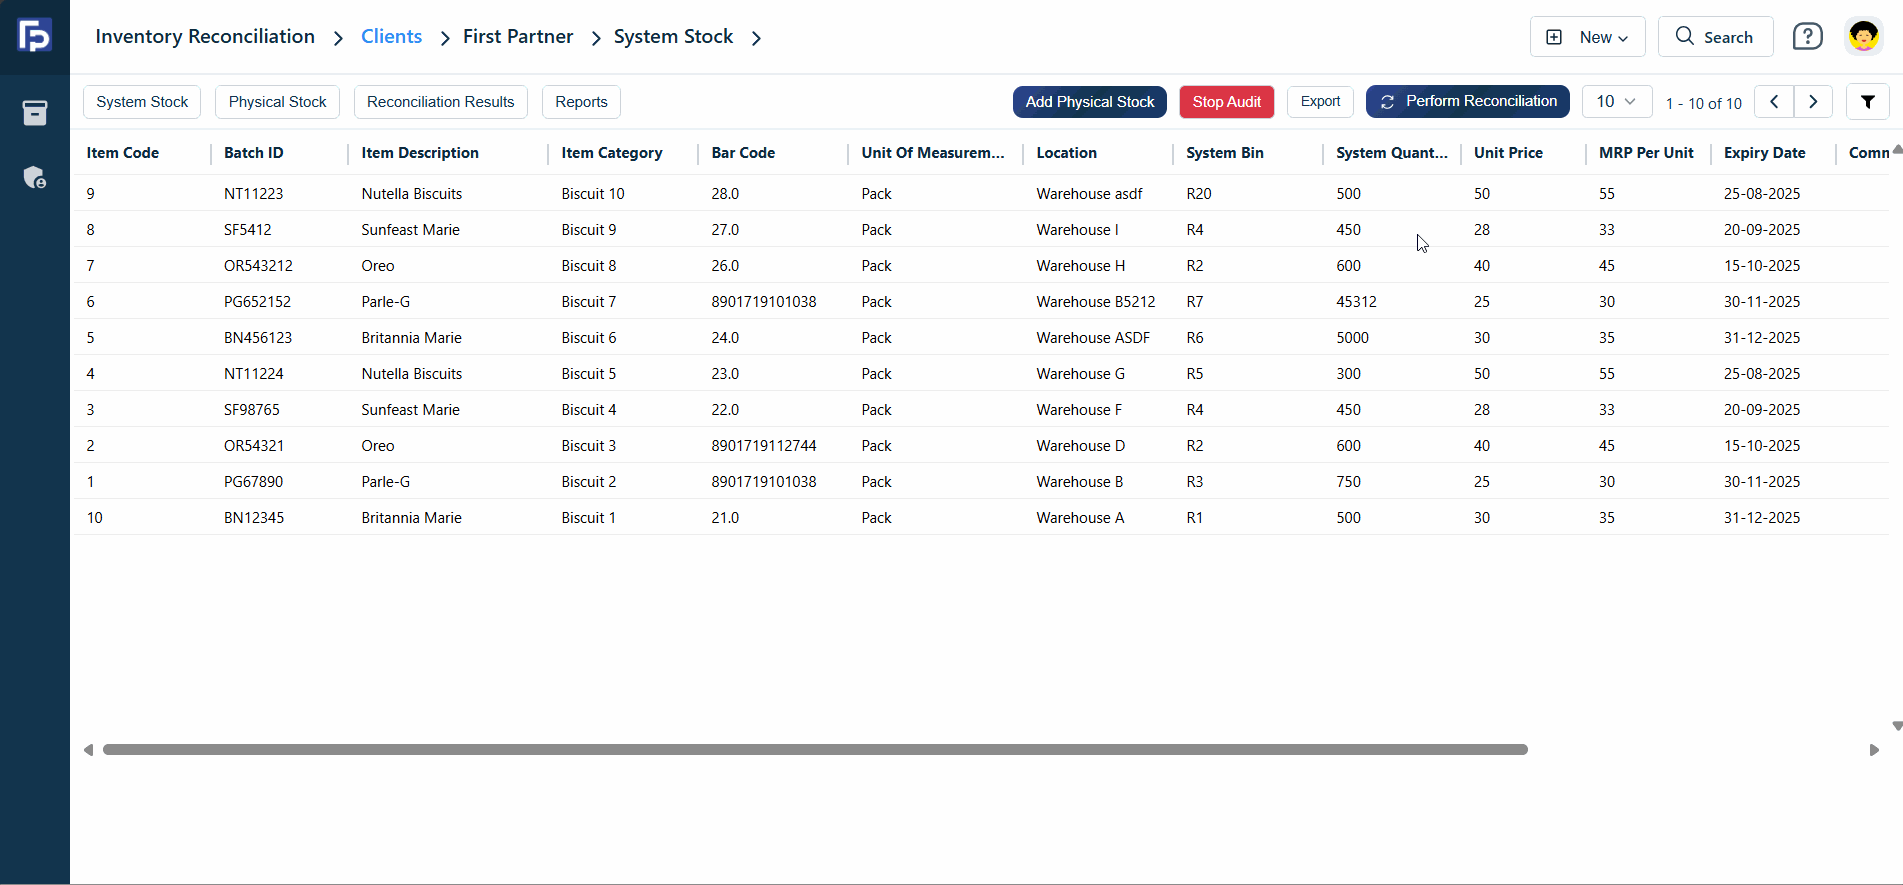 Inventory Reconciliation > Clients > First Partner > System Stock >
New
Search
?
System Stock Physical Stock Reconciliation Results Reports
Add Physical Stock Stop Audit Export Perform Reconciliation 10 1 - 10 of 10
Item Code Batch ID Item Description Item Category Bar Code Unit Of Measurem... Location System Bin System Quant... Unit Price MRP Per Unit Expiry Date Comm
9 NT11223 Nutella Biscuits Biscuit 10 28.0 Pack Warehouse asdf R20 500 50 55 25-08-2025
8 SF5412 Sunfeast Marie Biscuit 9 27.0 Pack Warehouse I R4 450 28 33 20-09-2025
7 OR543212 Oreo Biscuit 8 26.0 Pack Warehouse H R2 600 40 45 15-10-2025
6 PG652152 Parle-G Biscuit 7 8901719101038 Pack Warehouse B5212 R7 45312 25 30 30-11-2025
5 BN456123 Britannia Marie Biscuit 6 24.0 Pack Warehouse ASDF R6 5000 30 35 31-12-2025
4 NT11224 Nutella Biscuits Biscuit 5 23.0 Pack Warehouse G R5 300 50 55 25-08-2025
3 SF98765 Sunfeast Marie Biscuit 4 22.0 Pack Warehouse F R4 450 28 33 20-09-2025
2 OR54321 Oreo Biscuit 3 8901719112744 Pack Warehouse D R2 600 40 45 15-10-2025
1 PG67890 Parle-G Biscuit 2 8901719101038 Pack Warehouse B R3 750 25 30 30-11-2025
10 BN12345 Britannia Marie Biscuit 1 21.0 Pack Warehouse A R1 500 30 35 31-12-2025